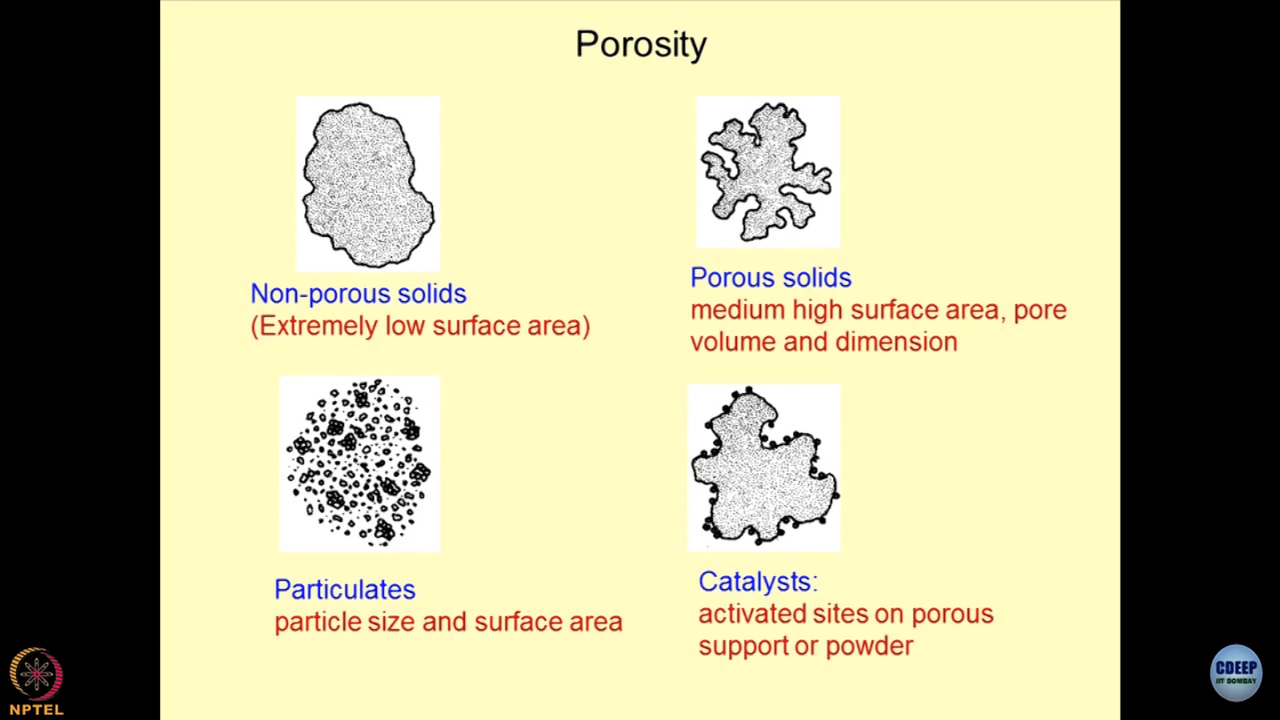 Porosity
Non-porous solids
(Extremely low surface area)
Porous solids
medium high surface area, pore
volume and dimension
Particulates
particle size and surface area
Catalysts:
activated sites on porous
support or powder
NPTEL
CDEEP
IIT BOMBAY